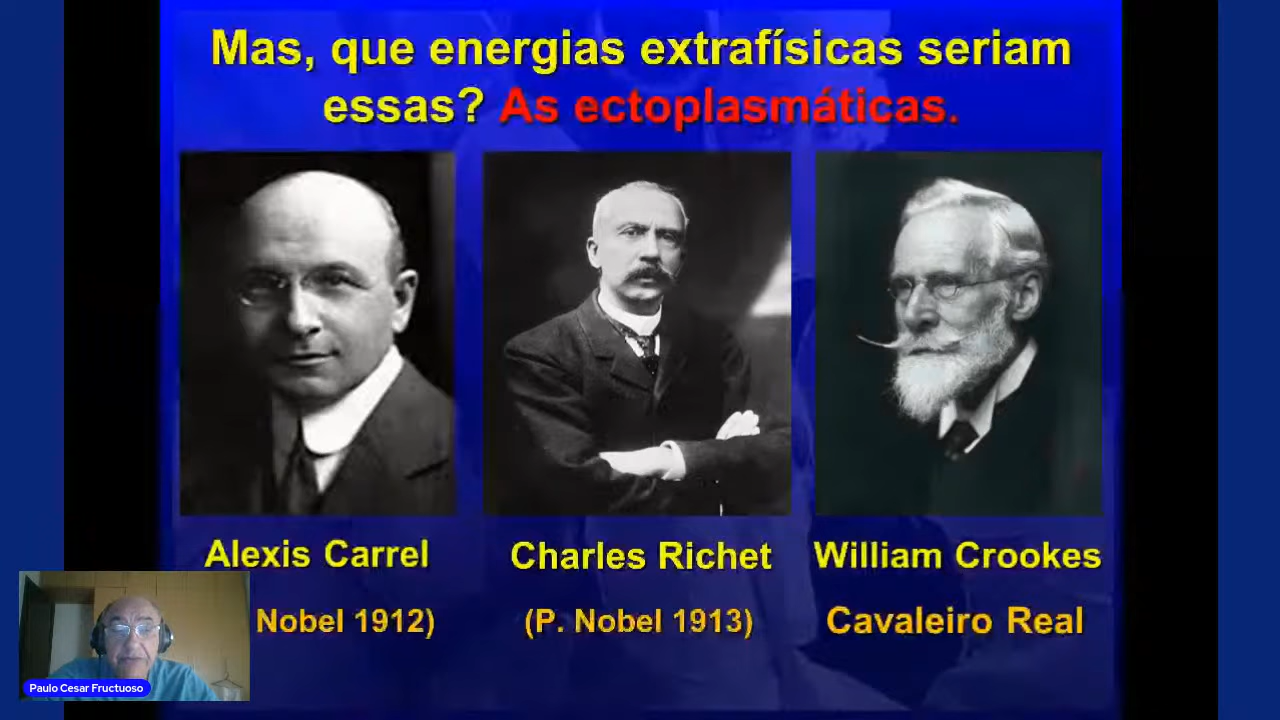 Mas, que energias extrafísicas seriam
essas? As ectoplasmáticas.
Alexis Carrel
Charles Richet
William Crookes
Nobel 1912)
(P. Nobel 1913)
Cavaleiro Real
Paulo Cesar Fructuoso